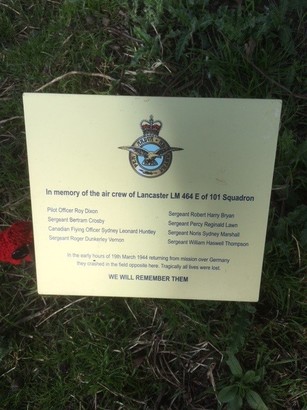 In memory of the air crew of Lancaster LM 464 E of 101 Squadron
Pilot Officer Roy Dixon
Sergeant Bertram Crosby
Canadian Flying Officer Sydney Leonard Huntley
Sergeant Roger Dunkerley Vernon
Sergeant Robert Harry Bryan
Sergeant Percy Reginald Lawn
Sergeant Noris Sydney Marshall
Sergeant William Haswell Thompson
In the early hours of 19th March 1944 returning from mission over Germany
they crashed in the field opposite here. Tragically all lives were lost.
WE WILL REMEMBER THEM